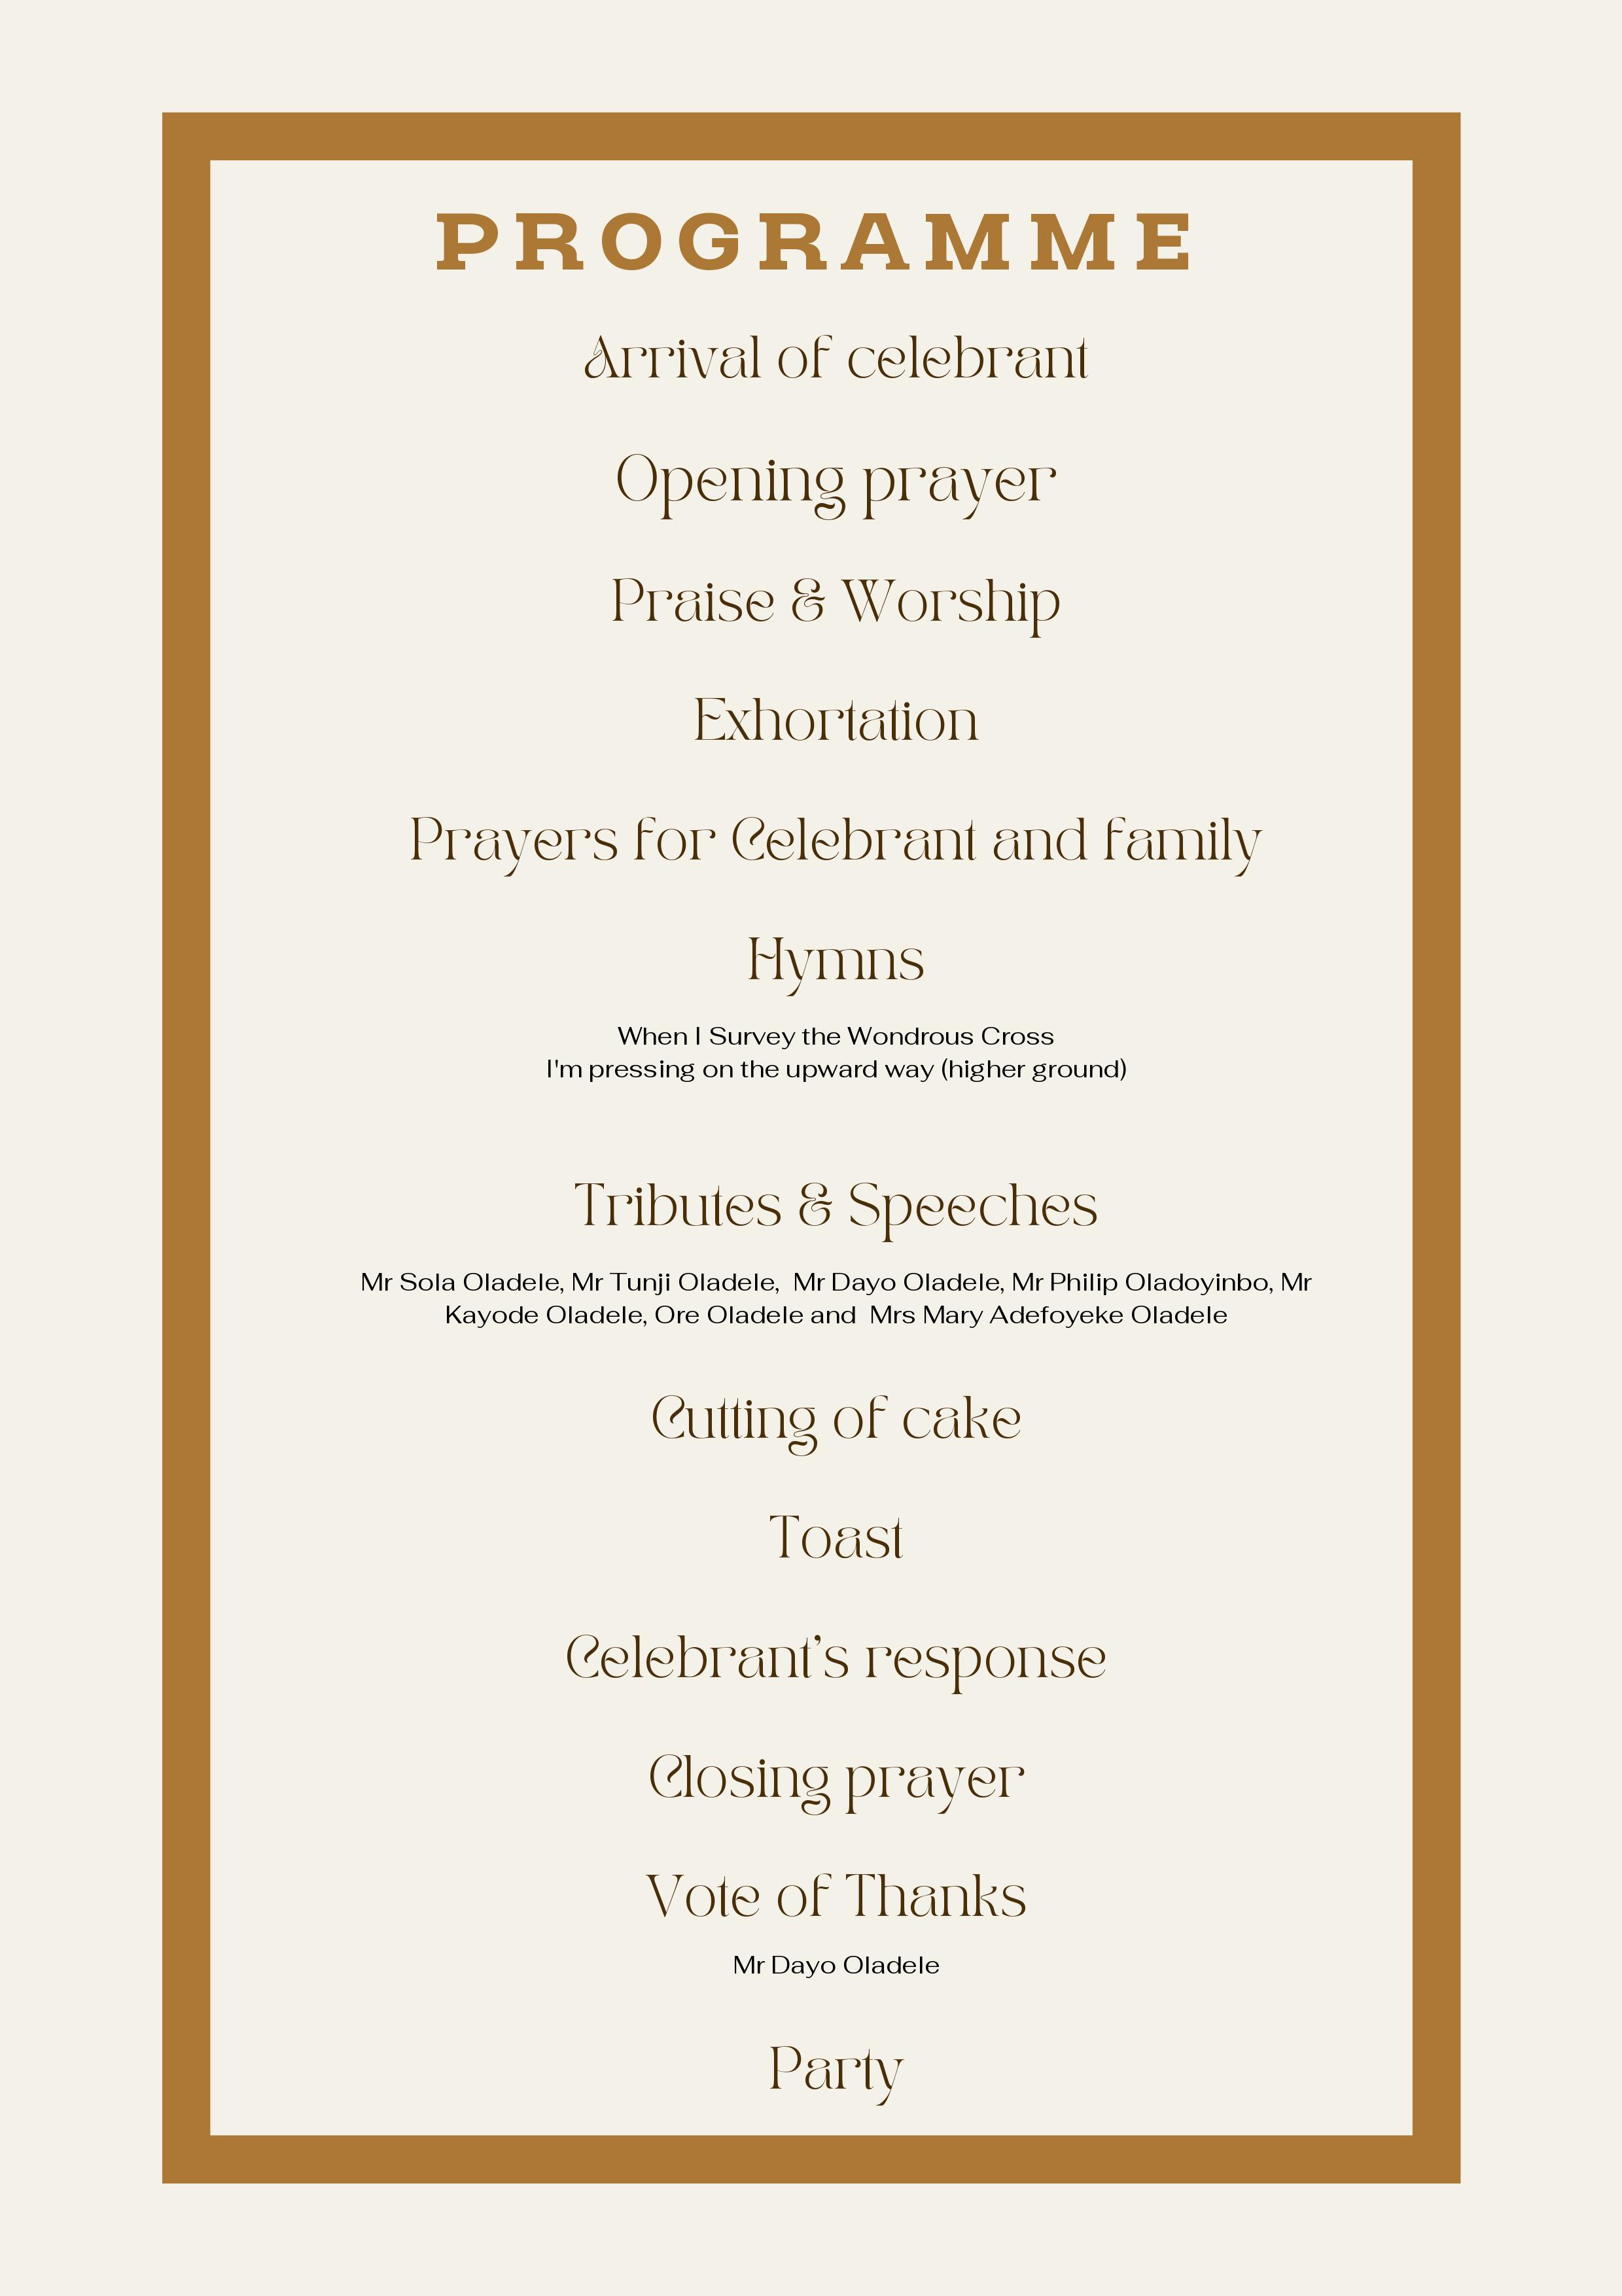 PROGRAMME
Arrival of celebrant
Opening prayer
Praise & Worship
Exhortation
Prayers for Celebrant and family
Hymns
When I Survey the Wondrous Cross
I'm pressing on the upward way (higher ground)
Tributes & Speeches
Mr Sola Oladele, Mr Tunji Oladele,  Mr Dayo Oladele, Mr Philip Oladoyinbo, Mr
Kayode Oladele, Ore Oladele and  Mrs Mary Adefoyeke Oladele
Cutting of cake
Toast
Celebrant’s response
Closing prayer
Vote of Thanks
Mr Dayo Oladele
Party